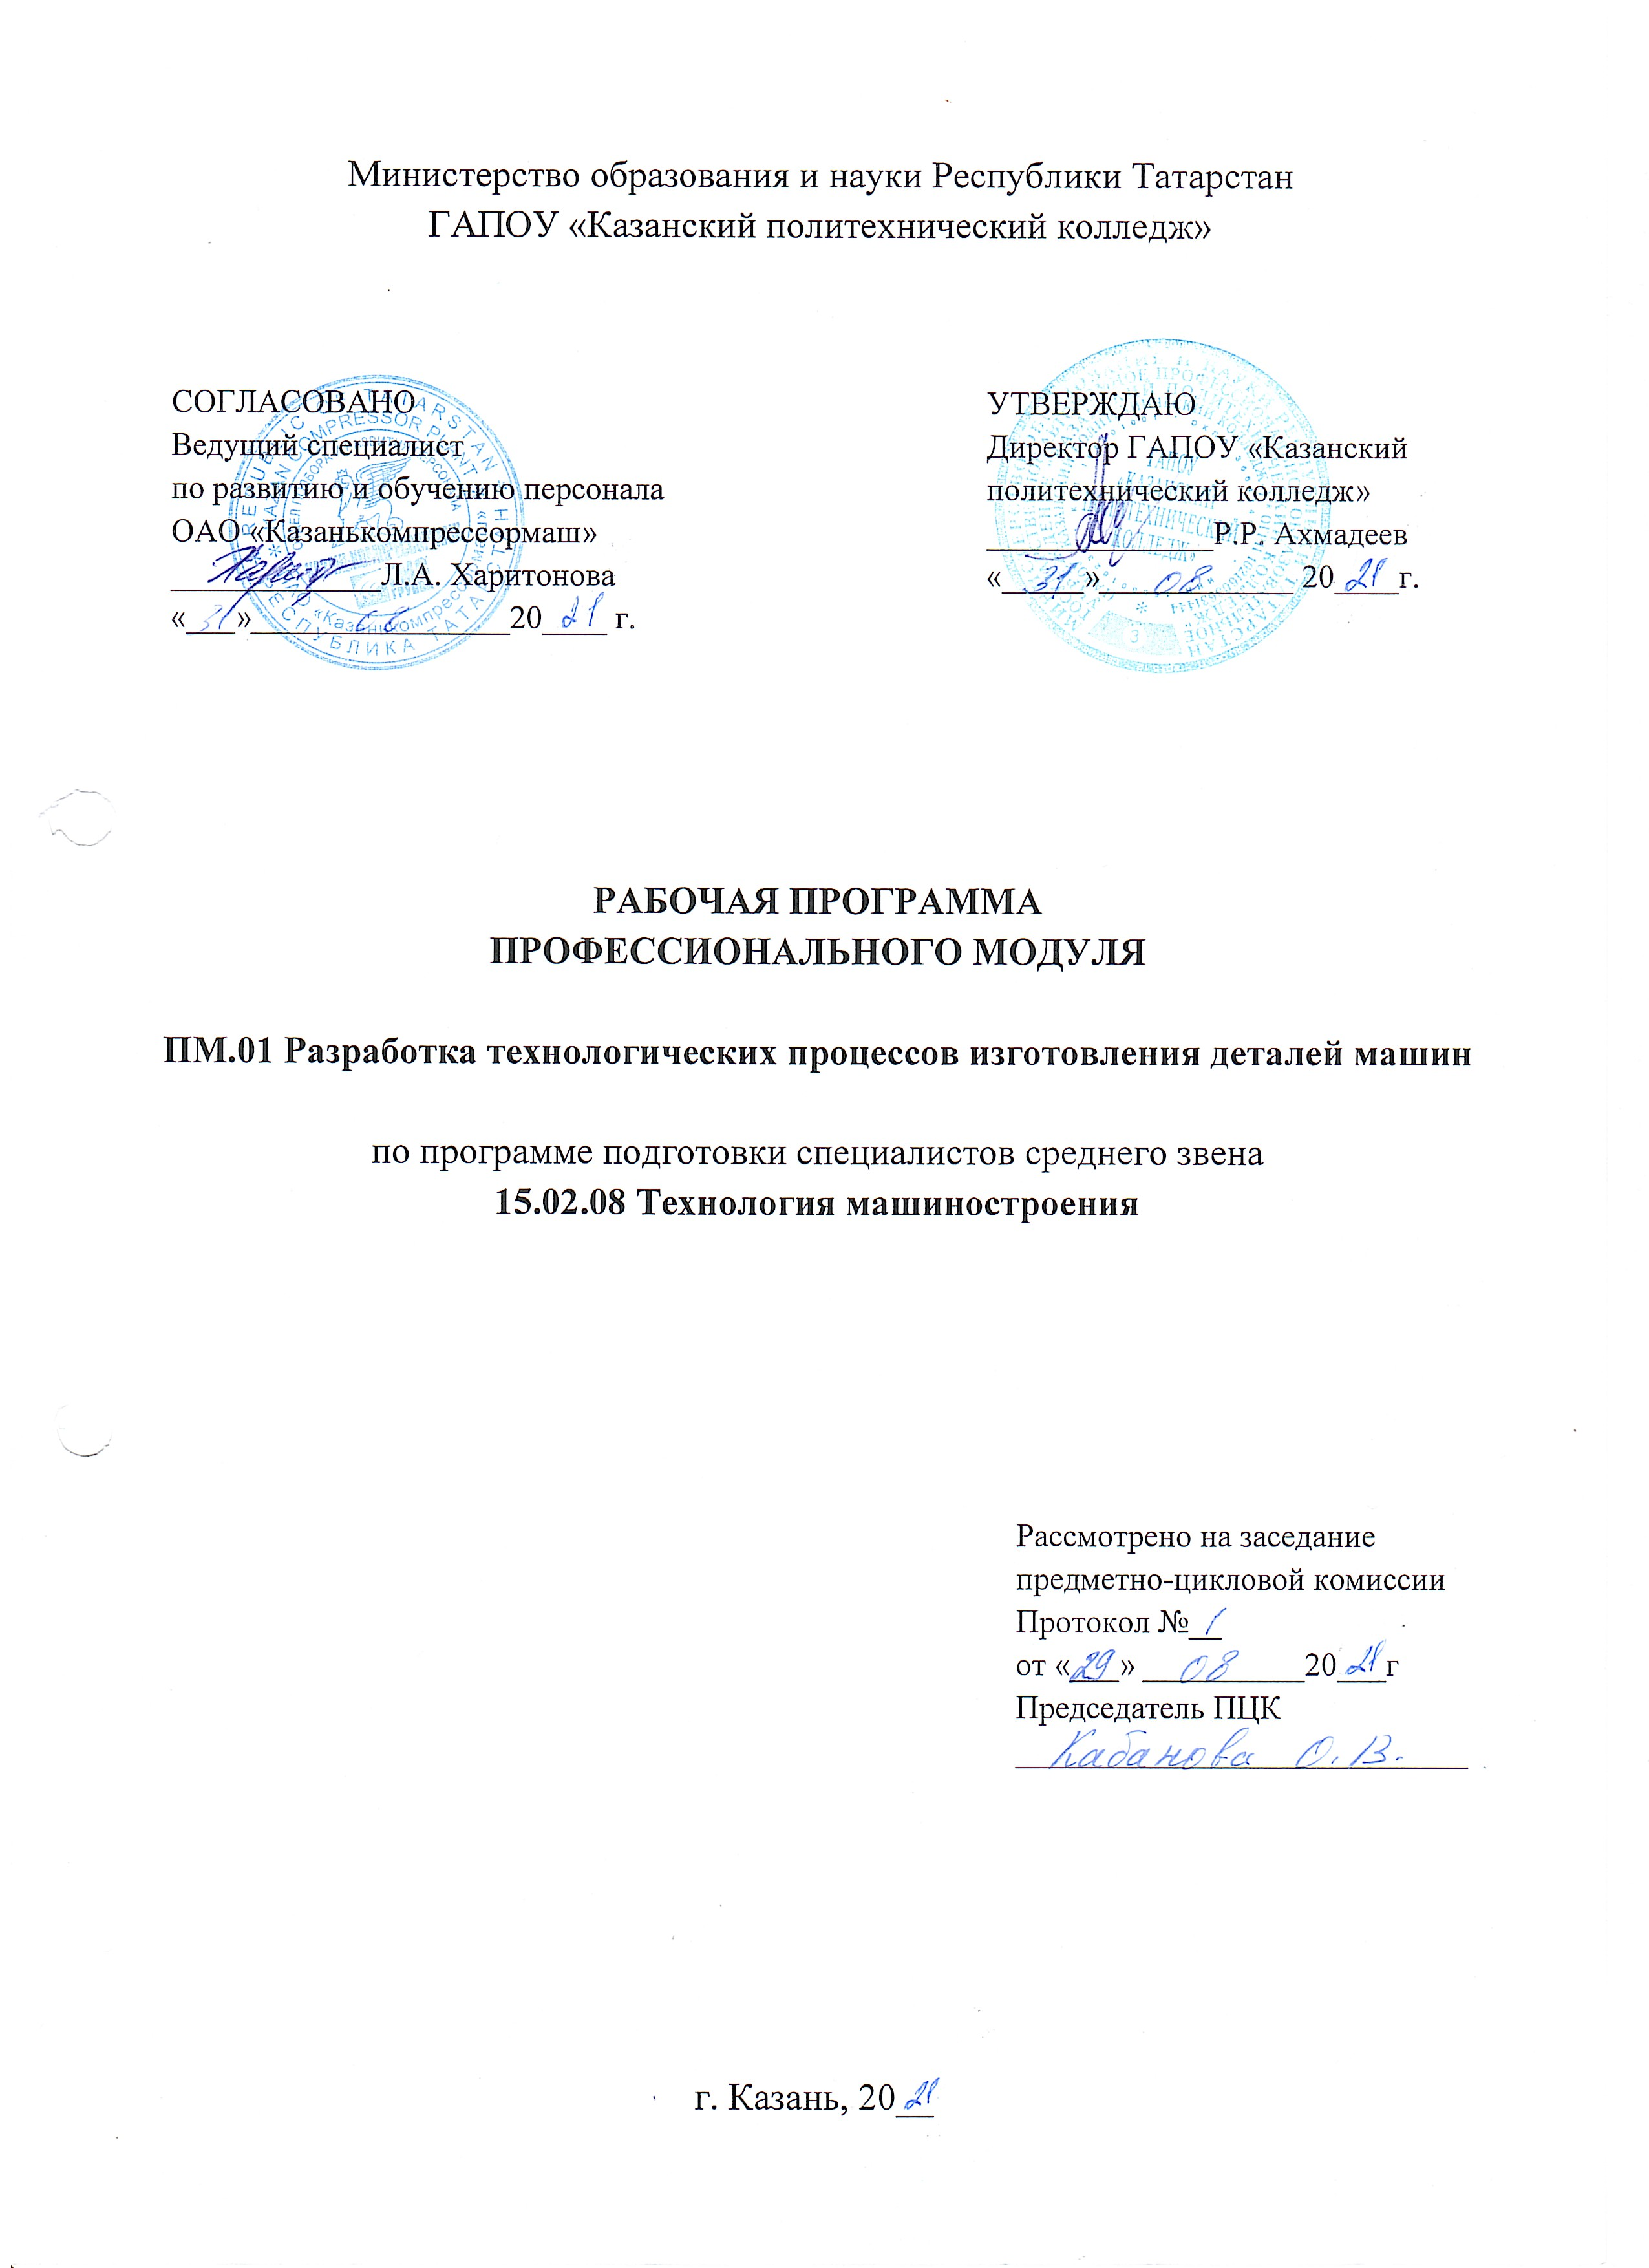 Министерство образования и науки Республики Татарстан
ГАПОУ «Казанский политехнический колледж»
СОГЛАСОВАНО
Ведущий специалист
по развитию и обучению персонала
ОАО «Казанькомпрессормаш»
Л.А. Харитонова
«31» 20 21 г.
УТВЕРЖДАЮ
Директор ГАПОУ «Казанский
политехнический колледж»
Р.Р. Ахмадеев
«31» 08 20 21 г.
РАБОЧАЯ ПРОГРАММА
ПРОФЕССИОНАЛЬНОГО МОДУЛЯ
ПМ.01 Разработка технологических процессов изготовления деталей машин
по программе подготовки специалистов среднего звена
15.02.08 Технология машиностроения
Рассмотрено на заседание
предметно-цикловой комиссии
Протокол № 1
от «29» 08 20 21 г
Председатель ПЦК
Кабанова О.В.
г. Казань, 20 21